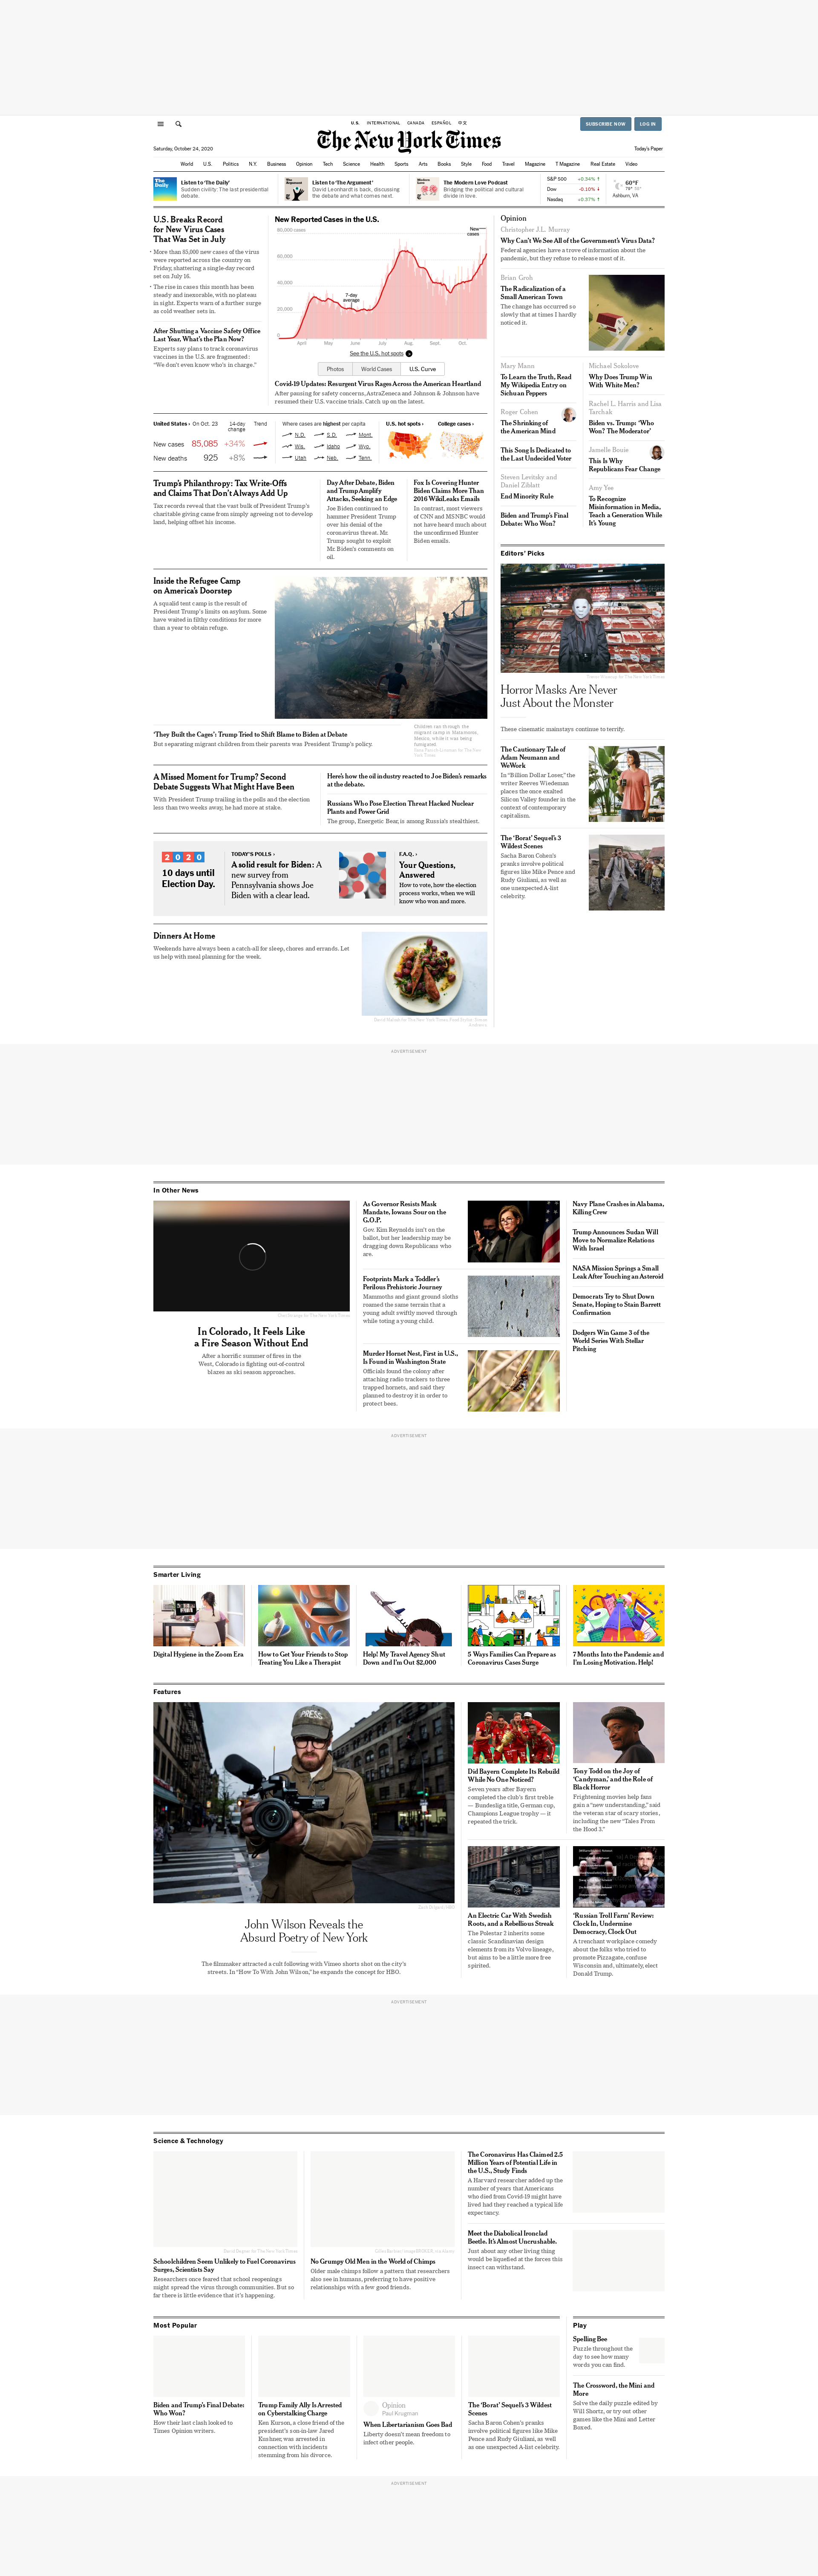 U.S.
INTERNATIONAL
CANADA
ESPAÑOL
中文
SUBSCRIBE NOW
LOG IN
The New York Times
Saturday, October 24, 2020
Today's Paper
World
U.S.
Politics
N.Y.
Business
Opinion
Tech
Science
Health
Sports
Arts
Books
Style
Food
Travel
Magazine
T Magazine
Real Estate
Video
The
Daily
Listen to 'The Daily'
Sudden civility: The last presidential
debate.
The
Argument
Listen to 'The Argument'
David Leonhardt is back, discussing
the debate and what comes next.
Modern
Love
The Modern Love Podcast
Bridging the political and cultural
divide in love.
S&P 500
+0.34% ↑
Dow
-0.10% ↓
Nasdaq
+0.37% ↑
60°F
Ashburn, VA
U.S. Breaks Record
for New Virus Cases
That Was Set in July
• More than 85,000 new cases of the virus
were reported across the country on
Friday, shattering a single-day record
set on July 16.
• The rise in cases this month has been
steady and inexorable, with no plateau
in sight. Experts warn of a further surge
as cold weather sets in.
After Shutting a Vaccine Safety Office
Last Year, What's the Plan Now?
Experts say plans to track coronavirus
vaccines in the U.S. are fragmented:
“We don't even know who's in charge.”
New Reported Cases in the U.S.
80,000 cases
New
cases
60,000
40,000
7-day
average
20,000
0
April
May
June
July
Aug.
Sept.
Oct.
See the U.S. hot spots
Photos
World Cases
U.S. Curve
Covid-19 Updates: Resurgent Virus Rages Across the American Heartland
After pausing for safety concerns, AstraZeneca and Johnson & Johnson have
resumed their U.S. vaccine trials. Catch up on the latest.
United States ›
On Oct. 23
14-day
change
Trend
New cases
85,085
+34%
New deaths
925
+8%
Where cases are highest per capita
N.D.
S.D.
Mont.
Wis.
Idaho
Wyo.
Utah
Neb.
Tenn.
U.S. hot spots ›
College cases ›
Trump's Philanthropy: Tax Write-Offs
and Claims That Don't Always Add Up
Tax records reveal that the vast bulk of President Trump's
charitable giving came from simply agreeing not to develop
land, helping offset his income.
Day After Debate, Biden
and Trump Amplify
Attacks, Seeking an Edge
Joe Biden continued to
hammer President Trump
over his denial of the
coronavirus threat. Mr.
Trump sought to exploit
Mr. Biden's comments on
oil.
Fox Is Covering Hunter
Biden Claims More Than
2016 WikiLeaks Emails
In contrast, most viewers
of CNN and MSNBC would
not have heard much about
the unconfirmed Hunter
Biden emails.
Inside the Refugee Camp
on America's Doorstep
A squalid tent camp is the result of
President Trump's limits on asylum. Some
have waited in filthy conditions for more
than a year to obtain refuge.
'They Built the Cages': Trump Tried to Shift Blame to Biden at Debate
But separating migrant children from their parents was President Trump's policy.
Children ran through the
migrant camp in Matamoros,
Mexico, while it was being
fumigated.
A Missed Moment for Trump? Second
Debate Suggests What Might Have Been
With President Trump trailing in the polls and the election
less than two weeks away, he had more at stake.
Here's how the oil industry reacted to Joe Biden's remarks
at the debate.
Russians Who Pose Election Threat Hacked Nuclear
Plants and Power Grid
The group, Energetic Bear, is among Russia's stealthiest.
2020
10 days until
Election Day.
TODAY'S POLLS ›
A solid result for Biden: A
new survey from
Pennsylvania shows Joe
Biden with a clear lead.
F.A.Q. ›
Your Questions,
Answered
How to vote, how the election
process works, when we will
know who won and more.
Dinners At Home
Weekends have always been a catch-all for sleep, chores and errands. Let
us help with meal planning for the week.
Opinion
Christopher J.L. Murray
Why Can't We See All of the Government's Virus Data?
Federal agencies have a trove of information about the
pandemic, but they refuse to release most of it.
Brian Groh
The Radicalization of a
Small American Town
The change has occurred so
slowly that at times I hardly
noticed it.
Mary Mann
To Learn the Truth, Read
My Wikipedia Entry on
Sichuan Peppers
Roger Cohen
The Shrinking of
the American Mind
This Song Is Dedicated to
the Last Undecided Voter
Steven Levitsky and
Daniel Ziblatt
End Minority Rule
Biden and Trump's Final
Debate: Who Won?
Michael Sokolove
Why Does Trump Win
With White Men?
Rachel L. Harris and Lisa
Tarchak
Biden vs. Trump: 'Who
Won? The Moderator'
Jamelle Bouie
This Is Why
Republicans Fear Change
Amy Yee
To Recognize
Misinformation in Media,
Teach a Generation While
It's Young
Editors' Picks
Horror Masks Are Never
Just About the Monster
These cinematic mainstays continue to terrify.
The Cautionary Tale of
Adam Neumann and
WeWork
In “Billion Dollar Loser,” the
writer Reeves Wiedeman
places the once exalted
Silicon Valley founder in the
context of contemporary
capitalism.
The 'Borat' Sequel's 3
Wildest Scenes
Sacha Baron Cohen's
pranks involve political
figures like Mike Pence and
Rudy Giuliani, as well as
one unexpected A-list
celebrity.
ADVERTISEMENT
In Other News
In Colorado, It Feels Like
a Fire Season Without End
After a horrific summer of fires in the
West, Colorado is fighting out-of-control
blazes as ski season approaches.
As Governor Resists Mask
Mandate, Iowans Sour on the
G.O.P.
Gov. Kim Reynolds isn't on the
ballot, but her leadership may be
dragging down Republicans who
are.
Footprints Mark a Toddler's
Perilous Prehistoric Journey
Mammoths and giant ground sloths
roamed the same terrain that a
young adult swiftly moved through
while toting a young child.
Murder Hornet Nest, First in U.S.,
Is Found in Washington State
Officials found the colony after
attaching radio trackers to three
trapped hornets, and said they
planned to destroy it in order to
protect bees.
Navy Plane Crashes in Alabama,
Killing Crew
Trump Announces Sudan Will
Move to Normalize Relations
With Israel
NASA Mission Springs a Small
Leak After Touching an Asteroid
Democrats Try to Shut Down
Senate, Hoping to Stain Barrett
Confirmation
Dodgers Win Game 3 of the
World Series With Stellar
Pitching
ADVERTISEMENT
Smarter Living
Digital Hygiene in the Zoom Era
How to Get Your Friends to Stop
Treating You Like a Therapist
Help! My Travel Agency Shut
Down and I'm Out $2,000
5 Ways Families Can Prepare as
Coronavirus Cases Surge
7 Months Into the Pandemic and
I'm Losing Motivation. Help!
Features
PRESS
John Wilson Reveals the
Absurd Poetry of New York
The filmmaker attracted a cult following with Vimeo shorts shot on the city's
streets. In “How To With John Wilson,” he expands the concept for HBO.
Did Bayern Complete Its Rebuild
While No One Noticed?
Seven years after Bayern
completed the club's first treble
— Bundesliga title, German cup,
Champions League trophy — it
repeated the trick.
Tony Todd on the Joy of
'Candyman,' and the Role of
Black Horror
Frightening movies help fans
gain a “new understanding,” said
the veteran star of scary stories,
including the new “Tales From
the Hood 3.”
An Electric Car With Swedish
Roots, and a Rebellious Streak
The Polestar 2 inherits some
classic Scandinavian design
elements from its Volvo lineage,
but aims to be a little more free
spirited.
'Russian Troll Farm' Review:
Clock In, Undermine
Democracy, Clock Out
A trenchant workplace comedy
about the folks who tried to
promote Pizzagate, confuse
Wisconsin and, ultimately, elect
Donald Trump.
ADVERTISEMENT
Science & Technology
Schoolchildren Seem Unlikely to Fuel Coronavirus
Surges, Scientists Say
Researchers once feared that school reopenings
might spread the virus through communities. But so
far there is little evidence that it's happening.
No Grumpy Old Men in the World of Chimps
Older male chimps follow a pattern that researchers
also see in humans, preferring to have positive
relationships with a few good friends.
The Coronavirus Has Claimed 2.5
Million Years of Potential Life in
the U.S., Study Finds
A Harvard researcher added up the
number of years that Americans
who died from Covid-19 might have
lived had they reached a typical life
expectancy.
Meet the Diabolical Ironclad
Beetle. It's Almost Uncrushable.
Just about any other living thing
would be liquefied at the forces this
insect can withstand.
Most Popular
Biden and Trump's Final Debate:
Who Won?
How their last clash looked to
Times Opinion writers.
Trump Family Ally Is Arrested
on Cyberstalking Charge
Ken Kurson, a close friend of the
president's son-in-law Jared
Kushner, was arrested in
connection with incidents
stemming from his divorce.
Opinion
Paul Krugman
When Libertarianism Goes Bad
Liberty doesn't mean freedom to
infect other people.
The 'Borat' Sequel's 3 Wildest
Scenes
Sacha Baron Cohen's pranks
involve political figures like Mike
Pence and Rudy Giuliani, as well
as one unexpected A-list celebrity.
Play
Spelling Bee
Puzzle throughout the
day to see how many
words you can find.
The Crossword, the Mini and
More
Solve the daily puzzle edited by
Will Shortz, or try out other
games like the Mini and Letter
Boxed.
ADVERTISEMENT